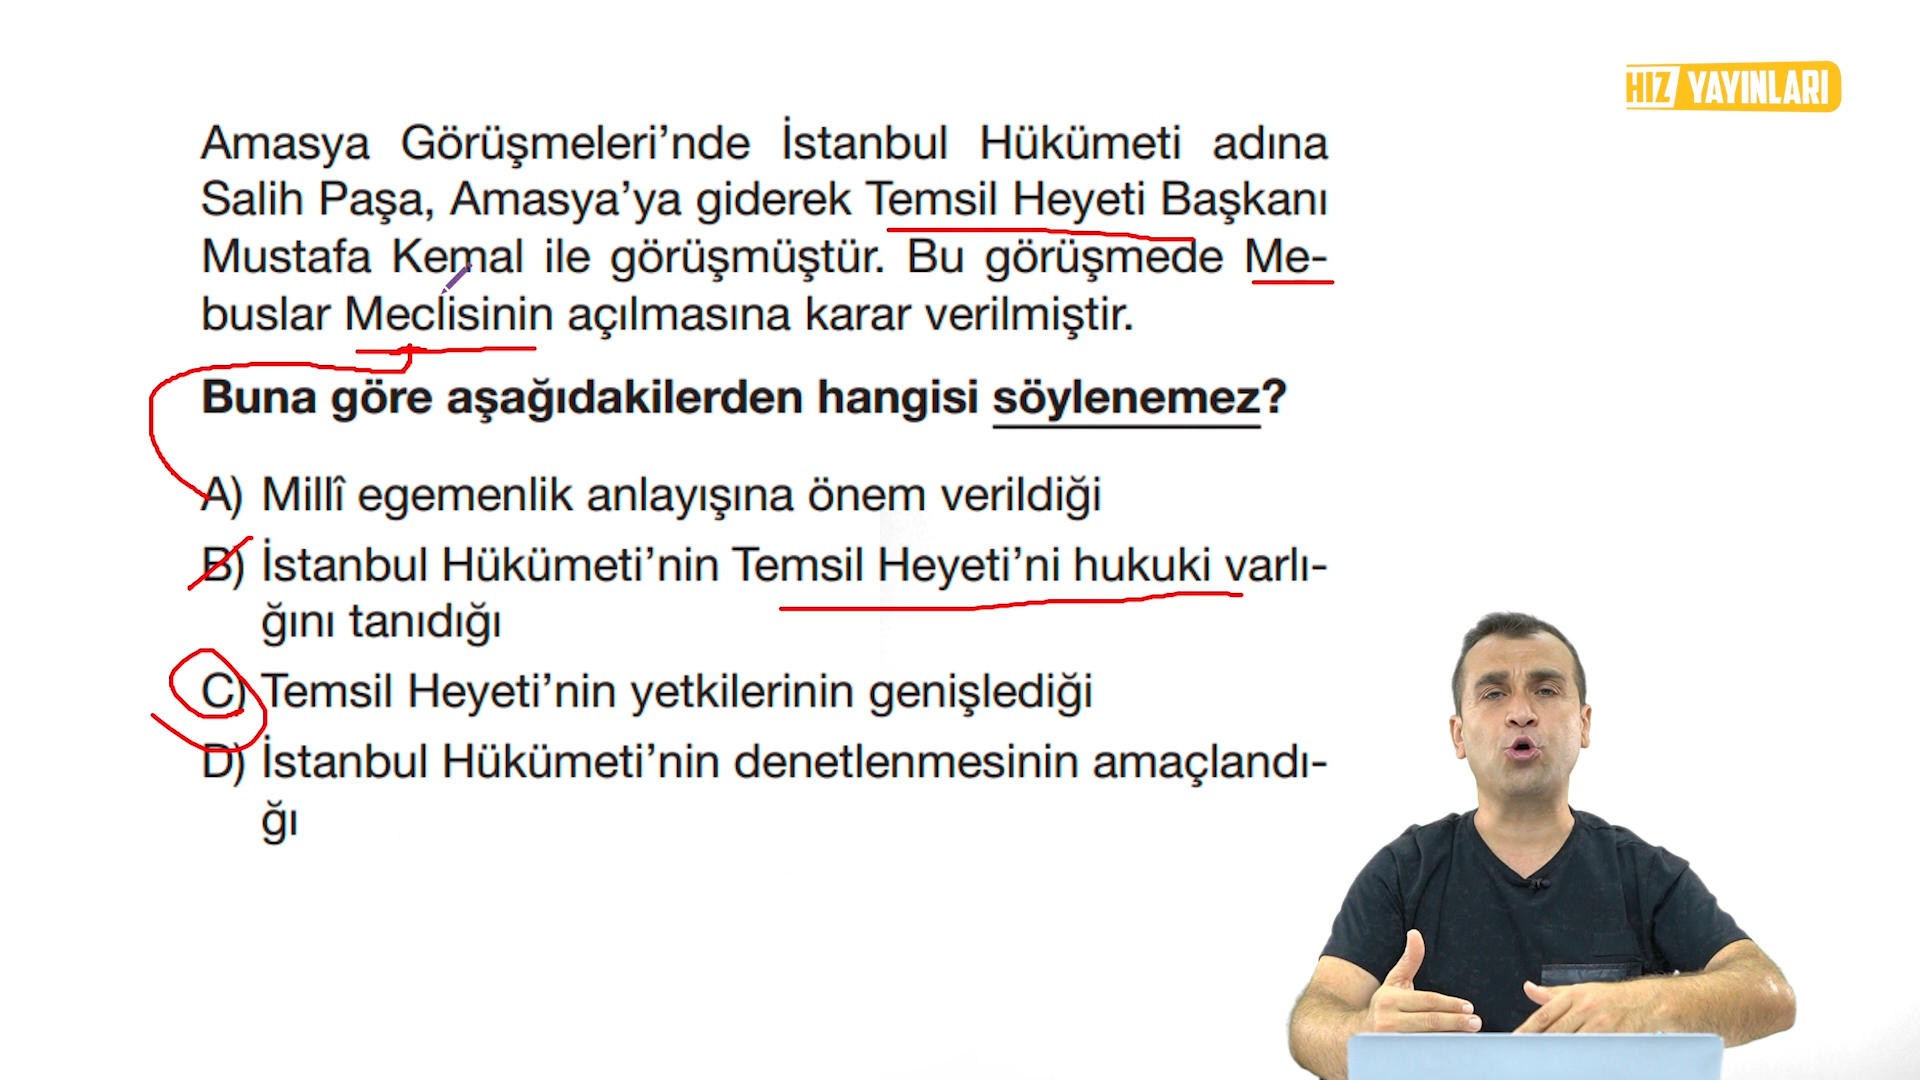 HIZ YAYINLARI
Amasya Görüşmeleri’nde İstanbul Hükümeti adına
Salih Paşa, Amasya’ya giderek Temsil Heyeti Başkanı
Mustafa Kemal ile görüşmüştür. Bu görüşmede Me-
buslar Meclisinin açılmasına karar verilmiştir.
Buna göre aşağıdakilerden hangisi söylenemez?
A) Millî egemenlik anlayışına önem verildiği
B) İstanbul Hükümeti’nin Temsil Heyeti’ni hukuki varlı-
ğını tanıdığı
C) Temsil Heyeti’nin yetkilerinin genişlediği
D) İstanbul Hükümeti’nin denetlenmesinin amaçlandı-
ğı